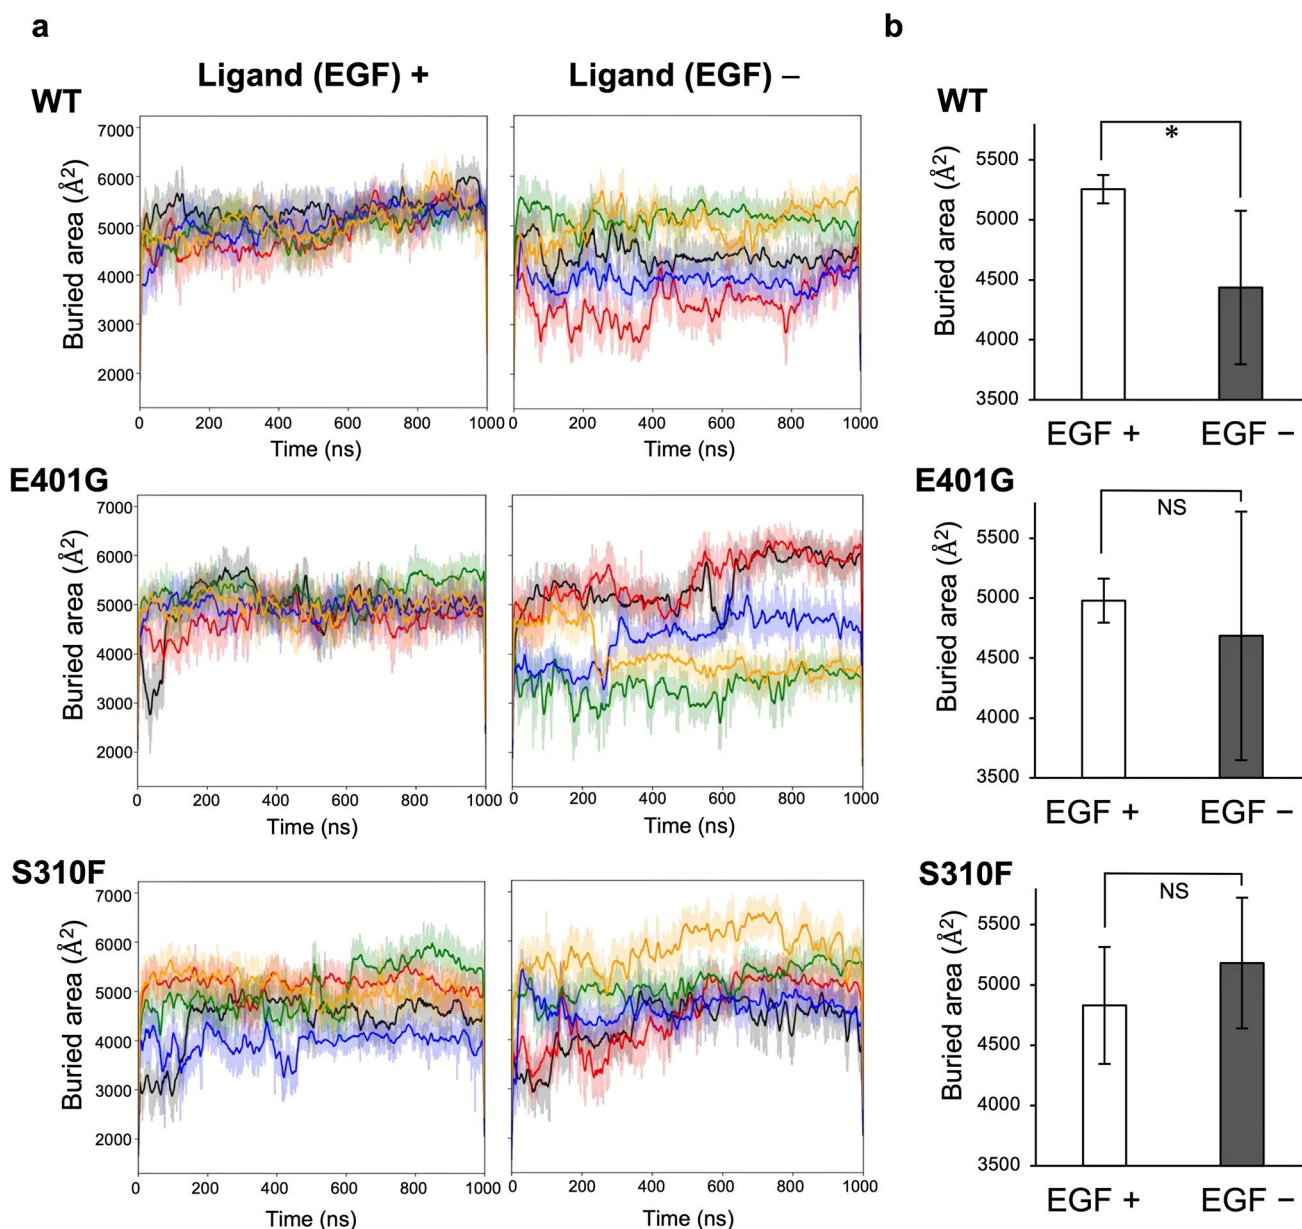 a
b
Ligand (EGF) +
Ligand (EGF) –
WT
WT
7000
6000
5000
4000
3000
2000
Buried area (Å²)
0 200 400 600 800 1000
Time (ns)
0 200 400 600 800 1000
Time (ns)
*
5500
5000
4500
4000
3500
Buried area (Å²)
EGF + EGF –
E401G
E401G
7000
6000
5000
4000
3000
2000
Buried area (Å²)
0 200 400 600 800 1000
Time (ns)
0 200 400 600 800 1000
Time (ns)
NS
5500
5000
4500
4000
3500
Buried area (Å²)
EGF + EGF –
S310F
S310F
7000
6000
5000
4000
3000
2000
Buried area (Å²)
0 200 400 600 800 1000
Time (ns)
0 200 400 600 800 1000
Time (ns)
NS
5500
5000
4500
4000
3500
Buried area (Å²)
EGF + EGF –